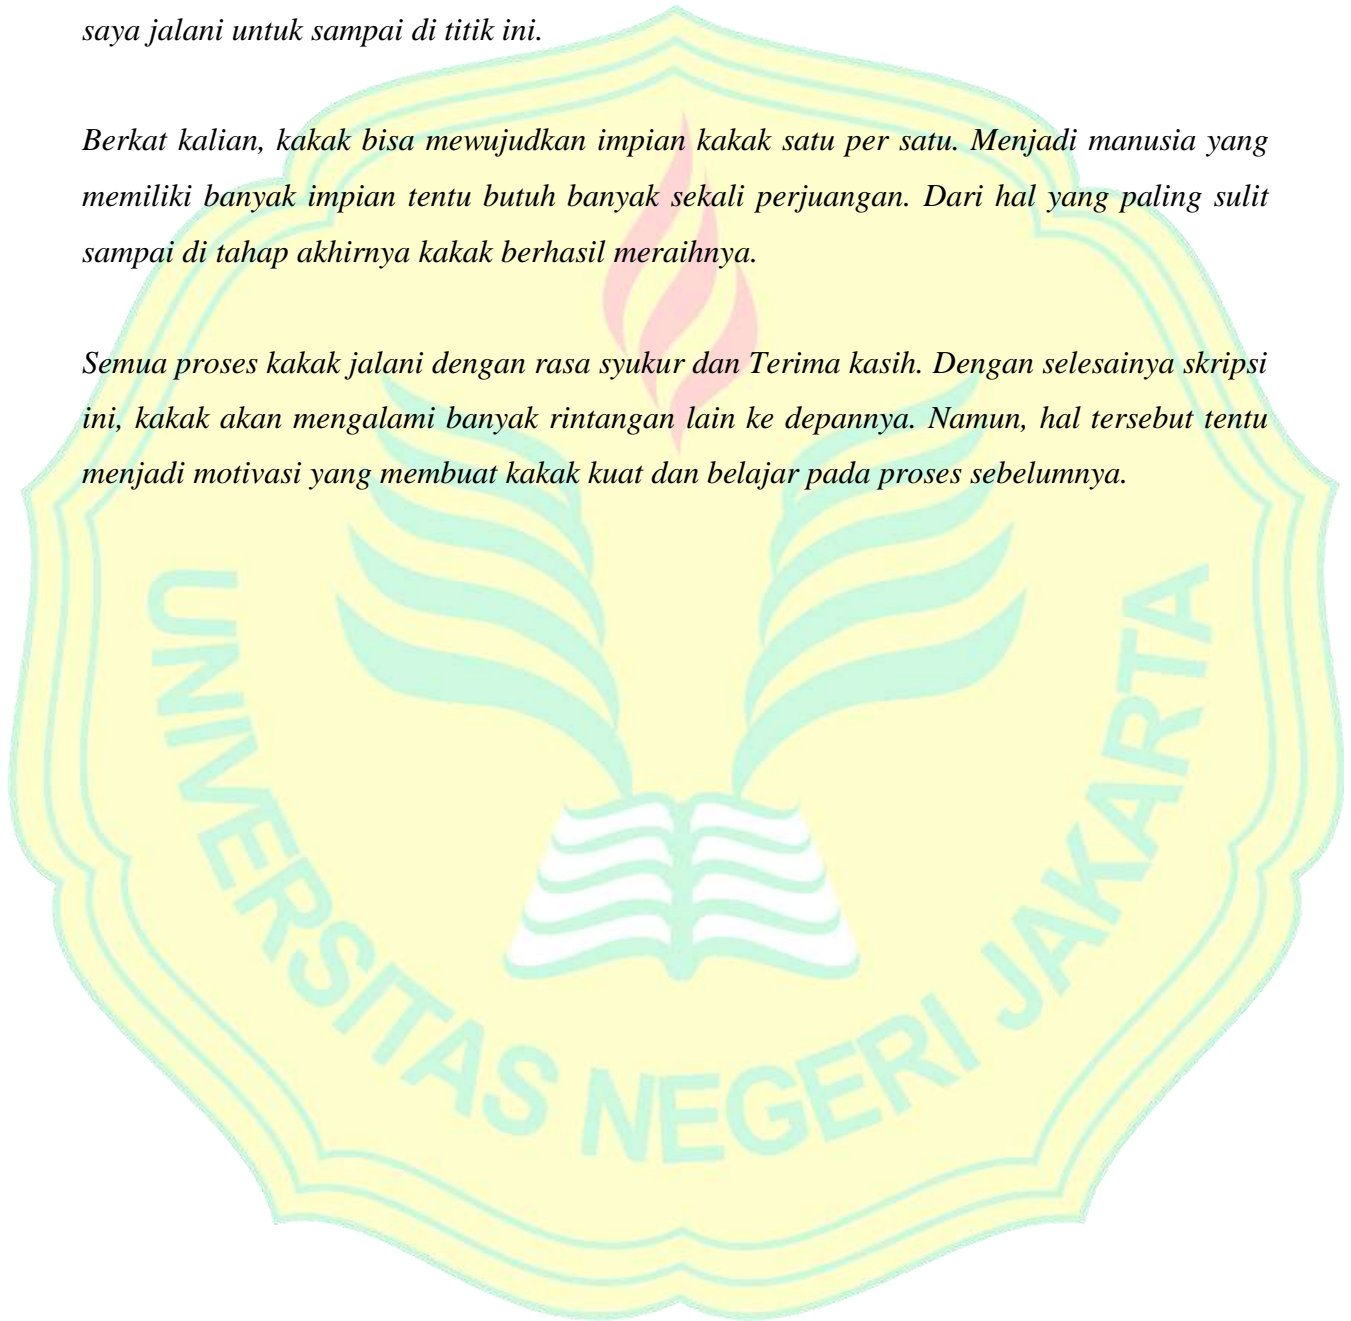 saya jalani untuk sampai di titik ini.
Berkat kalian, kakak bisa mewujudkan impian kakak satu per satu. Menjadi manusia yang
memiliki banyak impian tentu butuh banyak sekali perjuangan. Dari hal yang paling sulit
sampai di tahap akhirnya kakak berhasil meraihnya.
Semua proses kakak jalani dengan rasa syukur dan Terima kasih. Dengan selesainya skripsi
ini, kakak akan mengalami banyak rintangan lain ke depannya. Namun, hal tersebut tentu
menjadi motivasi yang membuat kakak kuat dan belajar pada proses sebelumnya.
UNIVERSITAS NEGERI JAKARTA